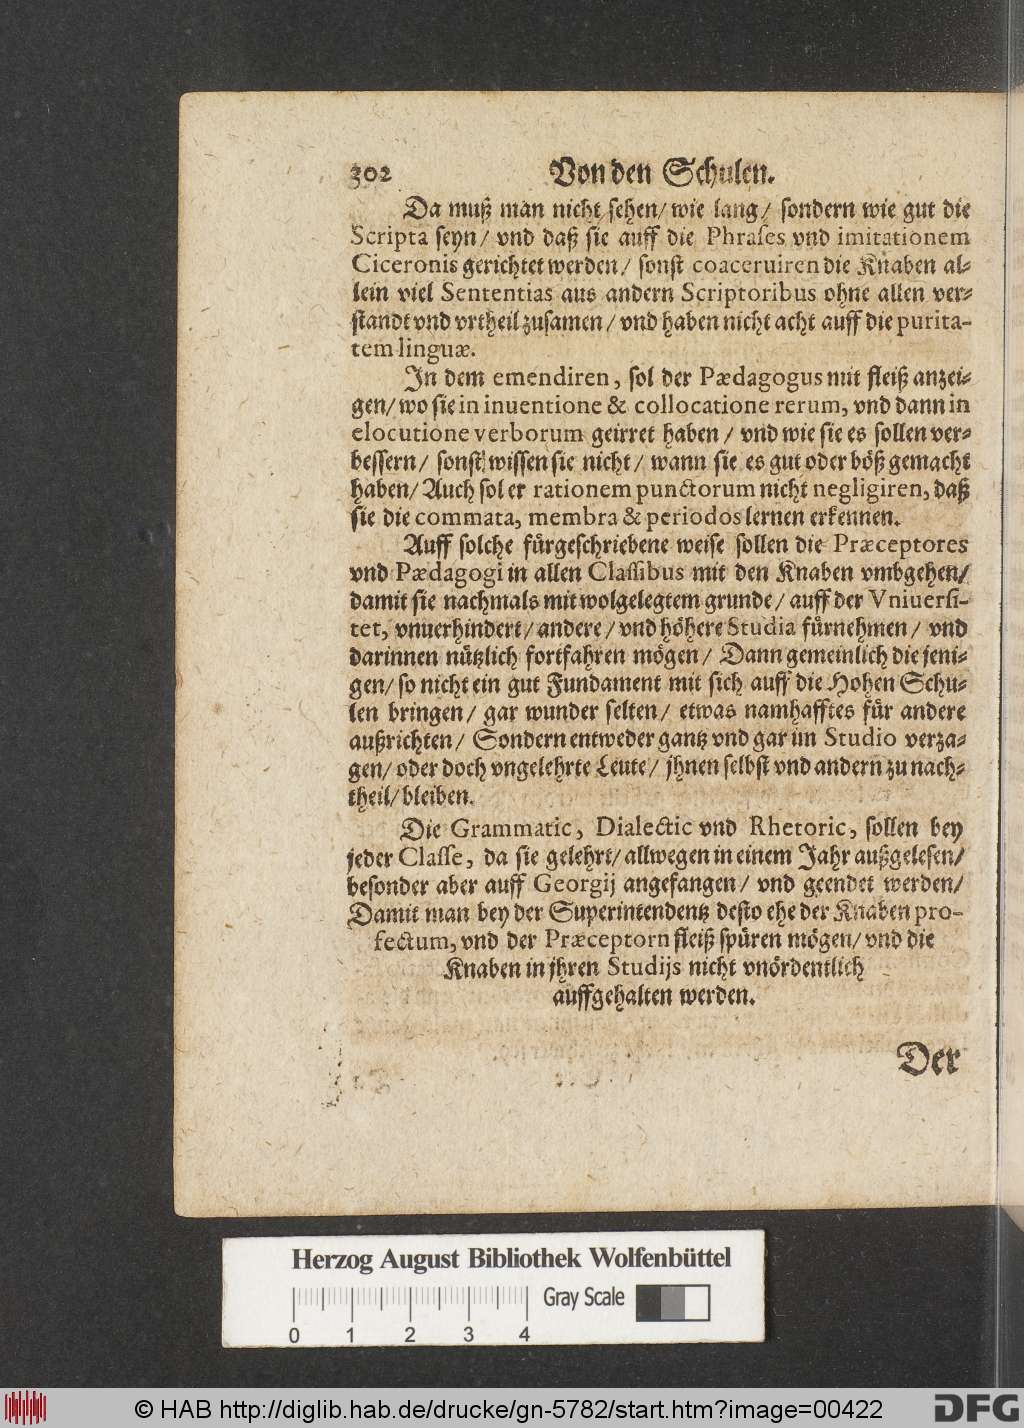 302 Von den Schulen.
Da muß man nicht sehen/ wie lang/ sondern wie gut die
Scripta seyn/ vnd daß sie auff die Phrases vnd imitationem
Ciceronis gerichtet werden/ sonst coaceruiren die Knaben al-
lein viel Sententias aus andern Scriptoribus ohne allen ver-
standt vnd vrtheil zusamen/ vnd haben nicht acht auff die purita-
tem linguæ.
In dem emendiren, sol der Pædagogus mit fleiß anzei-
gen/ wo sie in inuentione & collocatione rerum, vnd dann in
elocutione verborum geirret haben/ vnd wie sie es sollen ver-
bessern/ sonst wissen sie nicht/ wann sie es gut oder böß gemacht
haben/ Auch sol er rationem punctorum nicht negligiren, daß
sie die commata, membra & periodos lernen erkennen.
Auff solche fürgeschriebene weise sollen die Præceptores
vnd Pædagogi in allen Classibus mit den Knaben vmbgehen/
damit sie nachmals mit wolgelegtem grunde/ auff der Vniuersi-
tet, vnuerhindert/ andere/ vnd höhere Studia fürnehmen/ vnd
darinnen nützlich fortfahren mögen/ Dann gemeinlich die jeni-
gen/ so nicht ein gut Fundament mit sich auff die Hohen Schu-
len bringen/ gar wunder selten/ etwas namhafftes für andere
außrichten/ Sondern entweder gantz vnd gar im Studio verza-
gen/ oder doch vngelehrte Leute/ jhnen selbst vnd andern zu nach-
theil/ bleiben.
Die Grammatic, Dialectic vnd Rhetoric, sollen bey
jeder Classe, da sie gelehrt/ allwegen in einem Jahr außgelesen/
besonder aber auff Georgij angefangen/ vnd geendet werden/
Damit man bey der Superintendentz desto ehe der Knaben pro-
fectum, vnd der Præceptorn fleiß spüren mögen/ vnd die
Knaben in jhren Studijs nicht vnördentlich
auffgehalten werden.
Der
Herzog August Bibliothek Wolfenbüttel
Gray Scale
0 1 2 3 4
© HAB http://diglib.hab.de/drucke/gn-5782/start.htm?image=00422
DFG